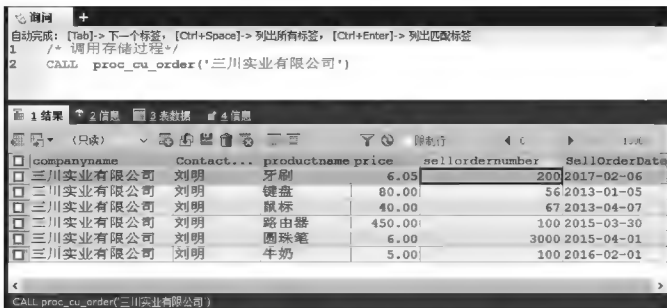 询问
自动完成: [Tab]-> 下一个标签, [Ctrl+Space]-> 列出所有标签, [Ctrl+Enter]-> 列出匹配标签
1 /* 调用存储过程*/
2 CALL proc_cu_order('三川实业有限公司')
1 结果 2 信息 3 表数据 4 信息
(只读) 限制行
companyname Contact... productname price sellordernumber SellOrderDate
三川实业有限公司 刘明 牙刷 6.05 200 2017-02-06
三川实业有限公司 刘明 键盘 80.00 56 2013-01-05
三川实业有限公司 刘明 鼠标 40.00 67 2013-04-07
三川实业有限公司 刘明 路由器 450.00 100 2015-03-30
三川实业有限公司 刘明 圆珠笔 6.00 3000 2015-04-01
三川实业有限公司 刘明 牛奶 5.00 100 2016-02-01
CALL proc_cu_order('三川实业有限公司')